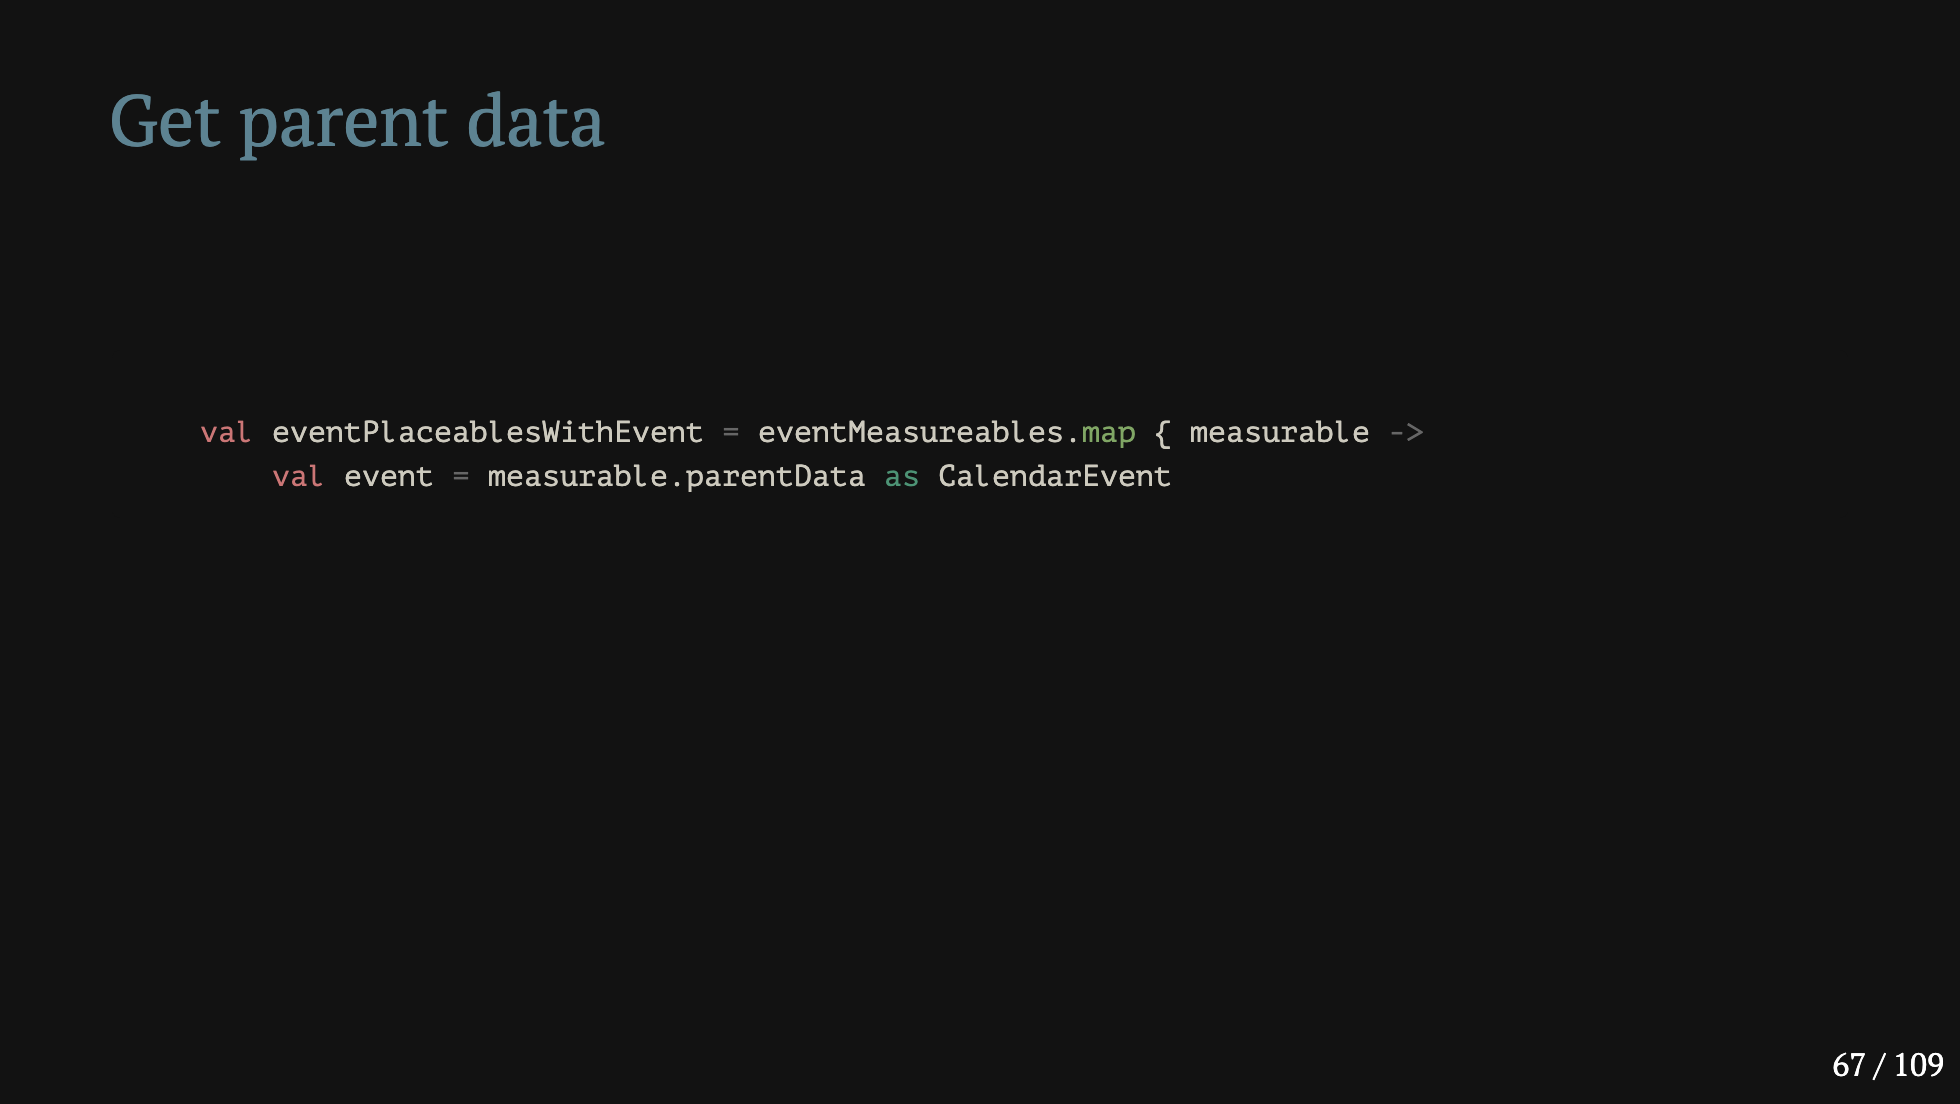 Get parent data
val eventPlaceablesWithEvent = eventMeasureables.map { measurable ->
    val event = measurable.parentData as CalendarEvent
67 / 109